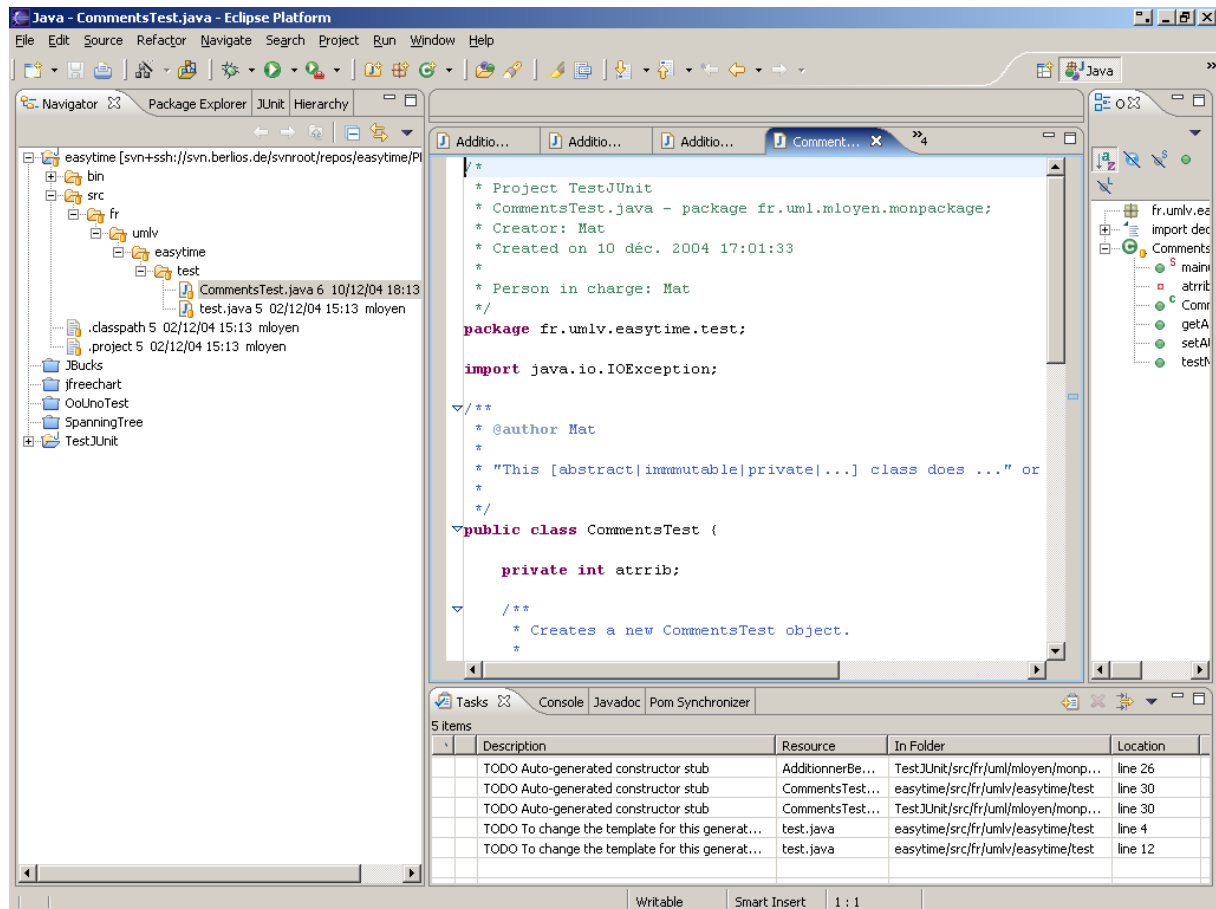 Java - CommentsTest.java - Eclipse Platform
File Edit Source Refactor Navigate Search Project Run Window Help
Java »
Navigator Package Explorer JUnit Hierarchy
easytime [svn+ssh://svn.berlios.de/svnroot/repos/easytime/Pl
bin
src
fr
umlv
easytime
test
CommentsTest.java 6 10/12/04 18:13
test.java 5 02/12/04 15:13 mloyen
.classpath 5 02/12/04 15:13 mloyen
.project 5 02/12/04 15:13 mloyen
JBucks
jfreechart
OoUnoTest
SpanningTree
TestJUnit
Additio... Additio... Additio... Comment... »4
/*
* Project TestJUnit
* CommentsTest.java - package fr.uml.mloyen.monpackage;
* Creator: Mat
* Created on 10 déc. 2004 17:01:33
*
* Person in charge: Mat
*/
package fr.umlv.easytime.test;
import java.io.IOException;
/**
* @author Mat
*
* "This [abstract|immmutable|private|...] class does ..." or
*
*/
public class CommentsTest {
private int atrrib;
/**
* Creates a new CommentsTest object.
*
fr.umlv.ea
import dec
Comments
main
atrrib
Comm
getA
setA
testM
Tasks Console Javadoc Pom Synchronizer
5 items
Description Resource In Folder Location
TODO Auto-generated constructor stub AdditionnerBe... TestJUnit/src/fr/uml/mloyen/monp... line 26
TODO Auto-generated constructor stub CommentsTest... easytime/src/fr/umlv/easytime/test line 30
TODO Auto-generated constructor stub CommentsTest... TestJUnit/src/fr/uml/mloyen/monp... line 30
TODO To change the template for this generat... test.java easytime/src/fr/umlv/easytime/test line 4
TODO To change the template for this generat... test.java easytime/src/fr/umlv/easytime/test line 12
Writable Smart Insert 1 : 1